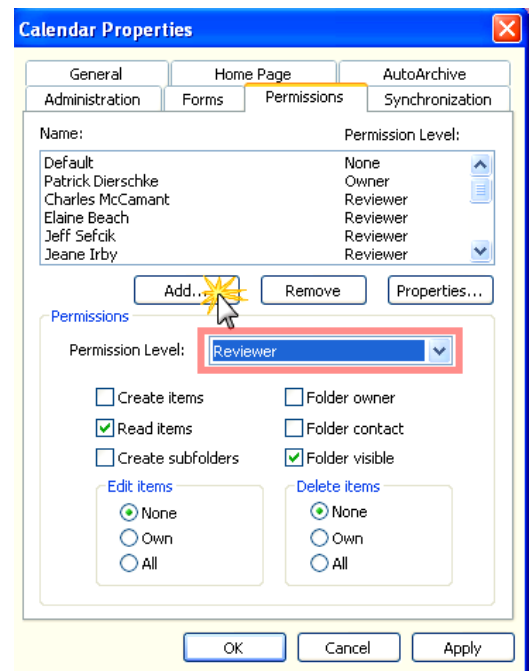 Calendar Properties
General Home Page AutoArchive
Administration Forms Permissions Synchronization
Name: Permission Level:
Default None
Patrick Dierschke Owner
Charles McCamant Reviewer
Elaine Beach Reviewer
Jeff Sefcik Reviewer
Jeane Irby Reviewer
Add... Remove Properties...
Permissions
Permission Level: Reviewer
Create items Folder owner
Read items Folder contact
Create subfolders Folder visible
Edit items Delete items
None None
Own Own
All All
OK Cancel Apply